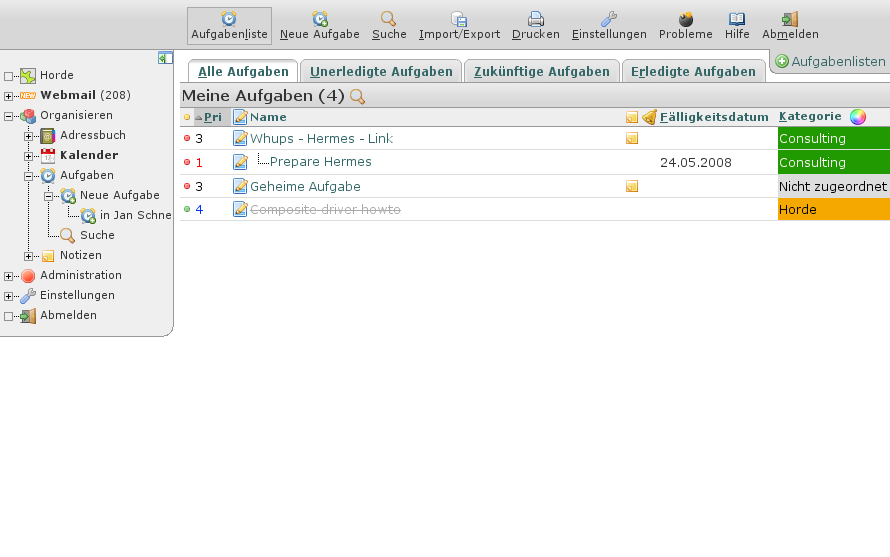 Aufgabenliste Neue Aufgabe Suche Import/Export Drucken Einstellungen Probleme Hilfe Abmelden
Aufgabenlisten
Horde
NEW Webmail (208)
Organisieren
Adressbuch
Kalender
Aufgaben
Neue Aufgabe
in Jan Schne
Suche
Notizen
Administration
Einstellungen
Abmelden
Alle Aufgaben Unerledigte Aufgaben Zukünftige Aufgaben Erledigte Aufgaben
Meine Aufgaben (4)
Pri Name Fälligkeitsdatum Kategorie
3 Whups - Hermes - Link Consulting
1 Prepare Hermes 24.05.2008 Consulting
3 Geheime Aufgabe Nicht zugeordnet
4 Composite driver howto Horde